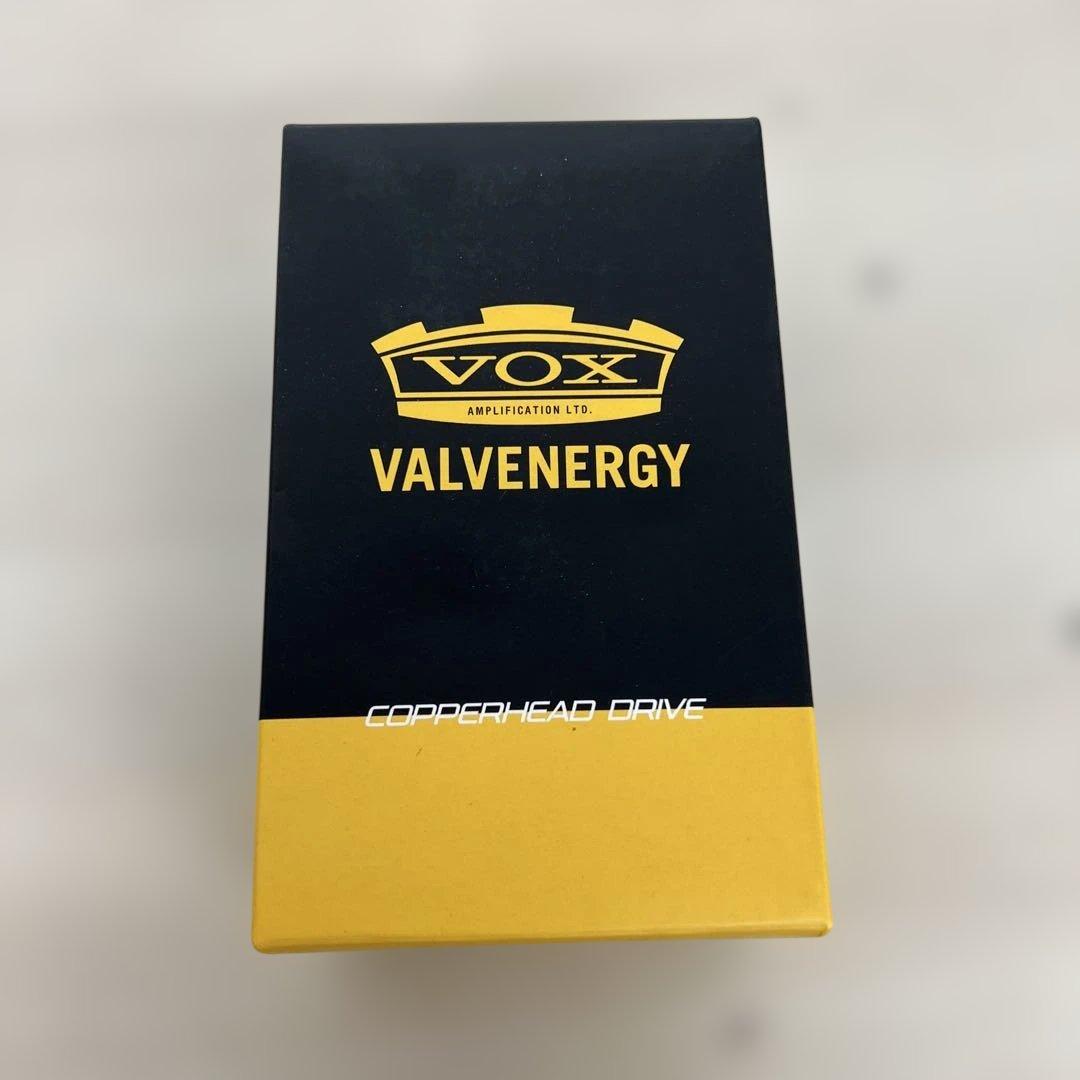 VOX
AMPLIFICATION LTD.
VALVENERGY
COPPERHEAD DRIVE